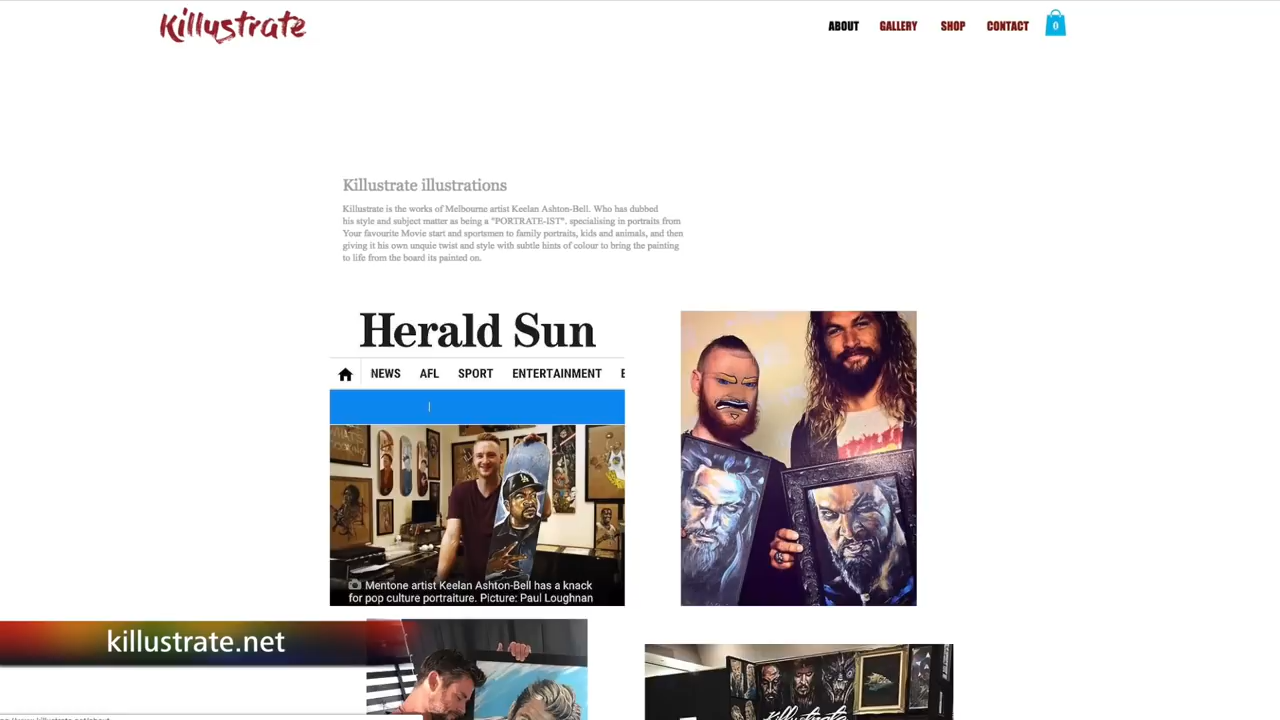 Killustrate
ABOUT GALLERY SHOP CONTACT 0
Killustrate illustrations
Killustrate is the works of Melbourne artist Keelan Ashton-Bell. Who has dubbed
his style and subject matter as being a "PORTRATE-IST". specialising in portraits from
Your favourite Movie start and sportsmen to family portraits, kids and animals, and then
giving it his own unquie twist and style with subtle hints of colour to bring the painting
to life from the board its painted on.
Herald Sun
NEWS AFL SPORT ENTERTAINMENT
Mentone artist Keelan Ashton-Bell has a knack
for pop culture portraiture. Picture: Paul Loughnan
killustrate.net
Killustrate